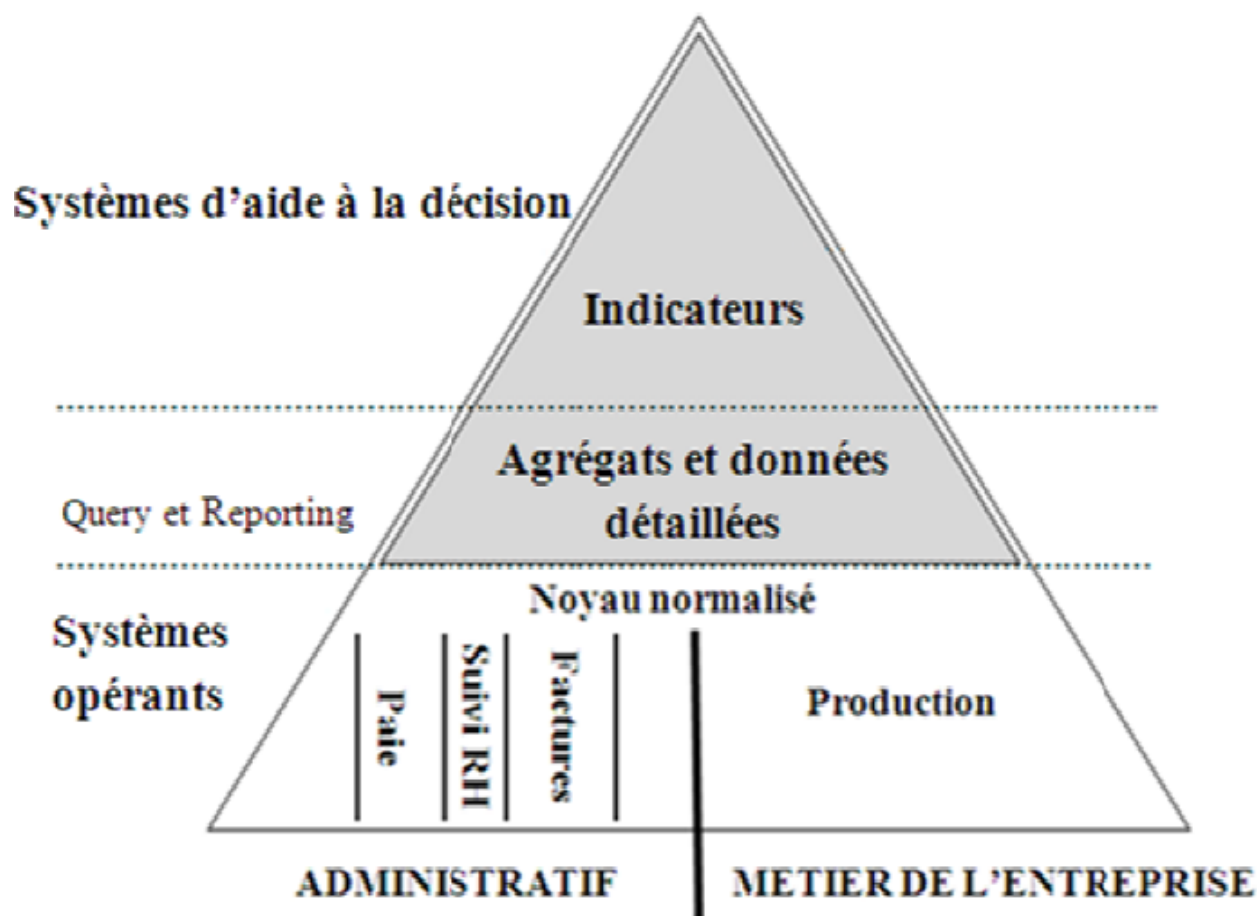 Systèmes d’aide à la décision
Indicateurs
Agrégats et données
détaillées
Query et Reporting
Noyau normalisé
Systèmes
opérants
Paie
Suivi RH
Factures
Production
ADMINISTRATIF
METIER DE L’ENTREPRISE